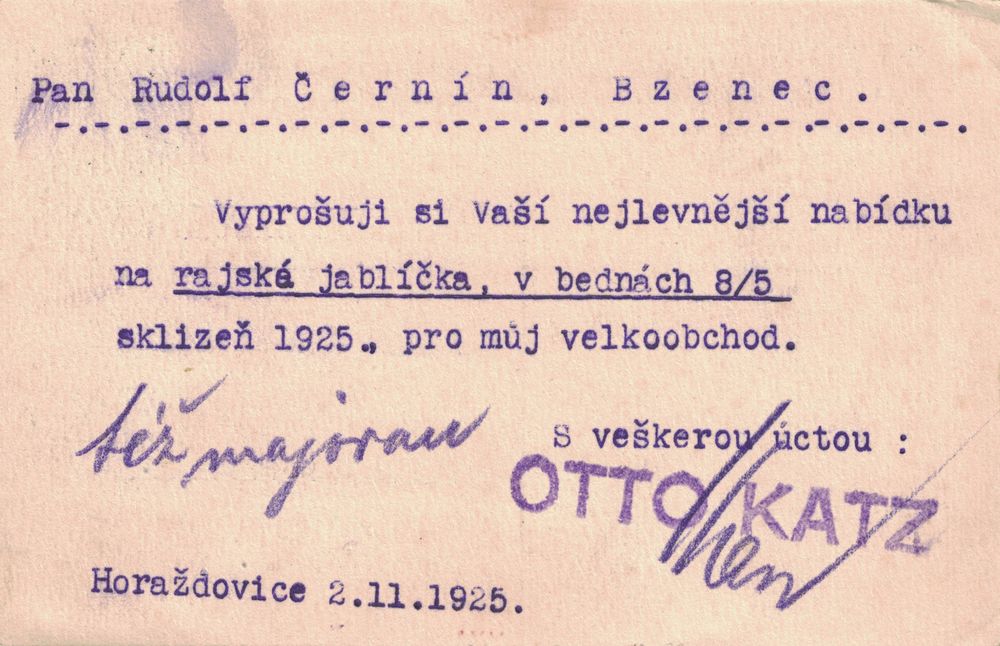 Pan Rudolf Černín, Bzenec.
-.-.-.-.-.-.-.-.-.-.-.-.-.-.-.-.-.-.-.-.-.-.-.
Vyprošuji si Vaší nejlevnější nabídku
na rajské jablíčka, v bednách 8/5
sklizeň 1925., pro můj velkoobchod.
též majoran
S veškerou úctou :
OTTO KATZ
Horaždovice 2.11.1925.